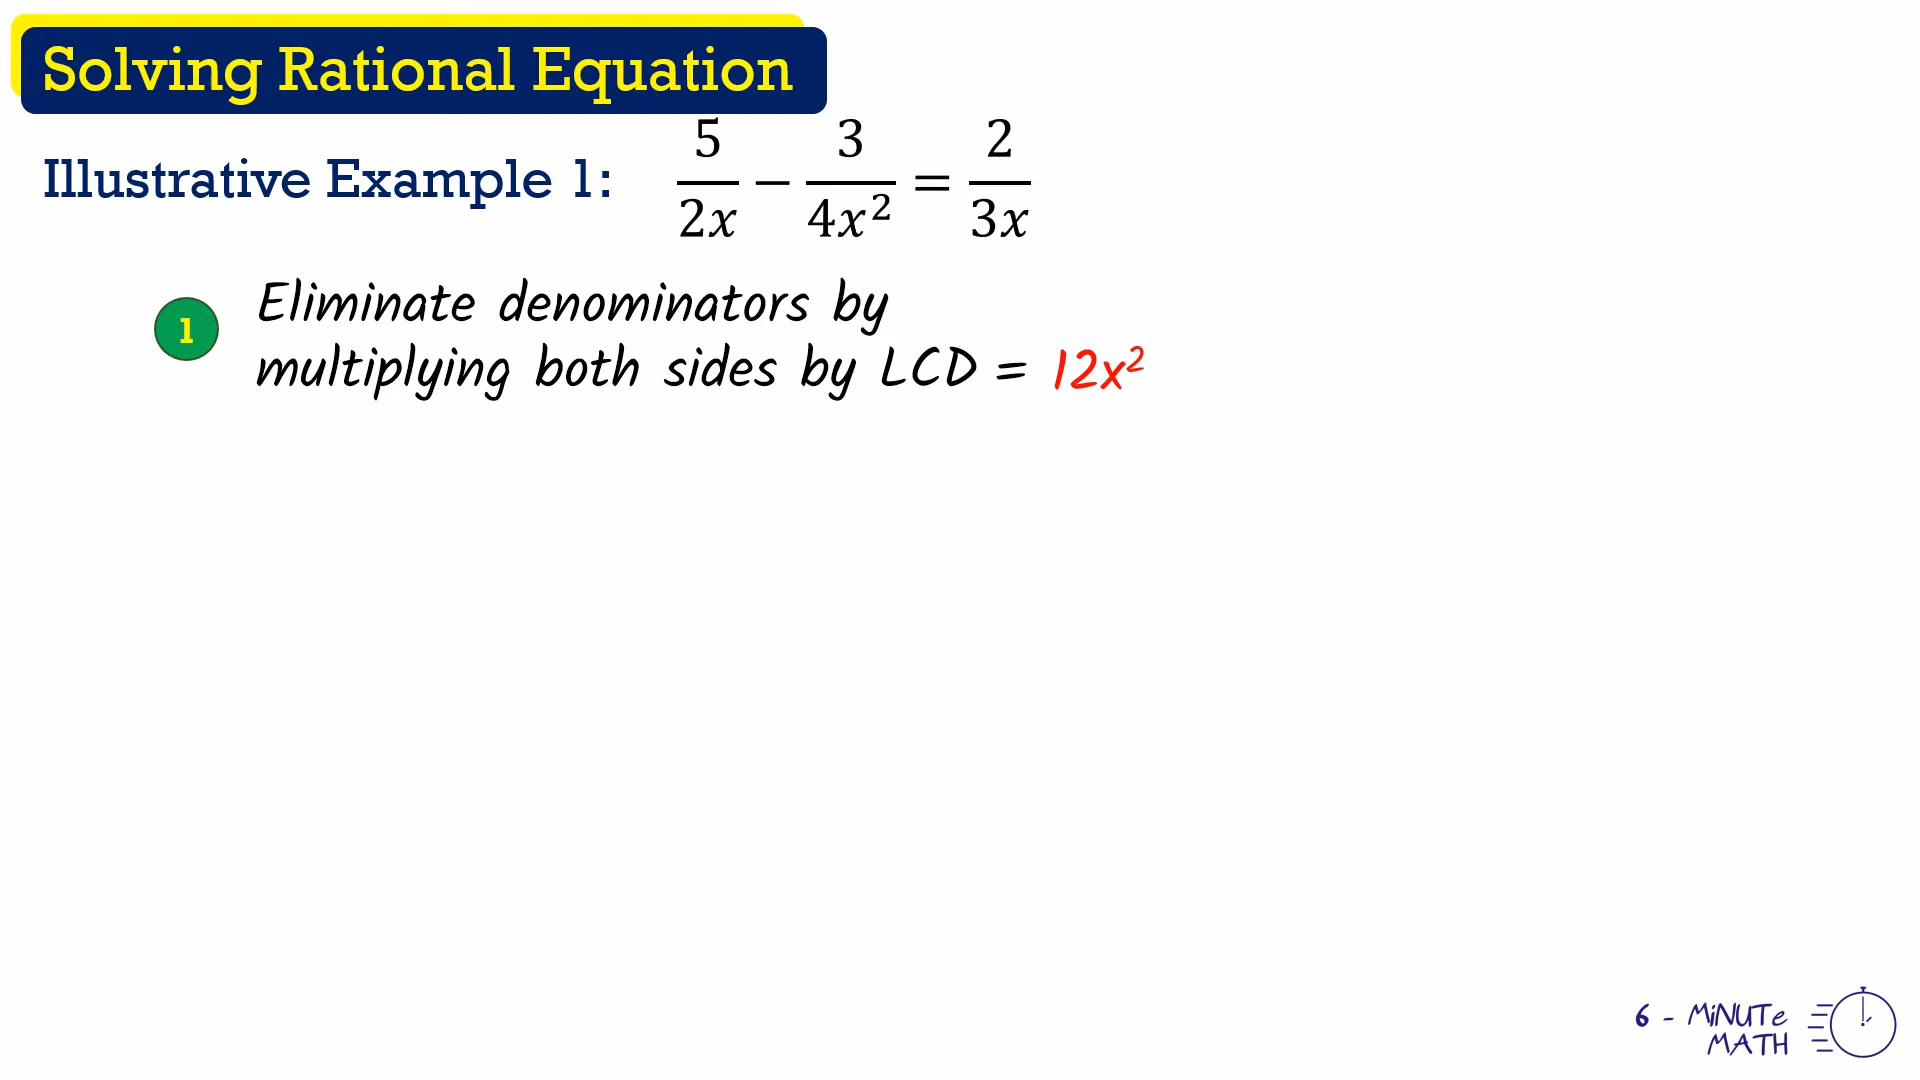 Solving Rational Equation
Illustrative Example 1: 5/2x − 3/4x² = 2/3x
1 Eliminate denominators by
multiplying both sides by LCD = 12x²
6 - MiNUTe
MATH